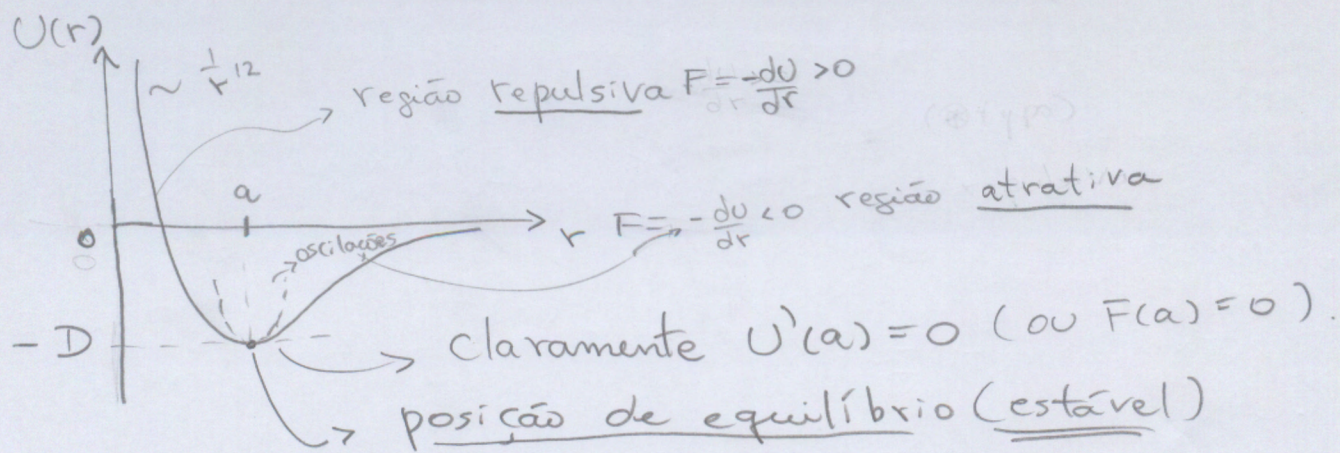 U(r)
~ 1/r^12
região repulsiva F = -dU/dr > 0
a
0
r
F = -dU/dr < 0 região atrativa
oscilações
- D
claramente U'(a) = 0 (ou F(a) = 0).
posição de equilíbrio (estável)